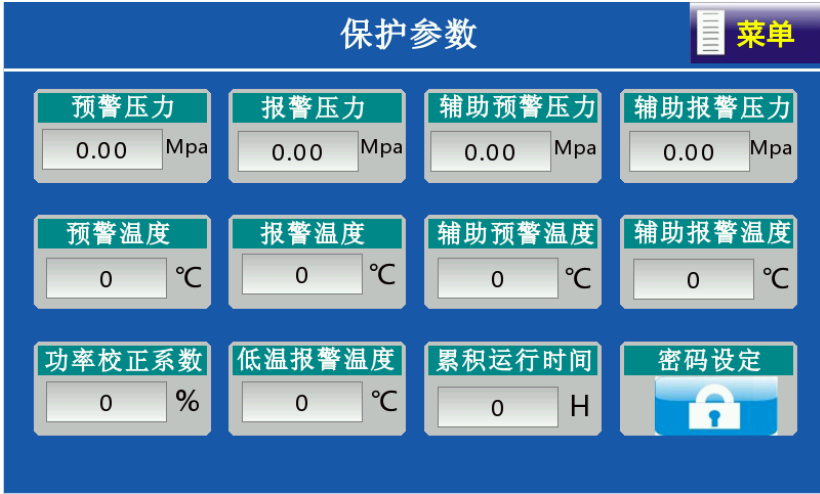 保护参数
菜单
预警压力 报警压力 辅助预警压力 辅助报警压力
0.00 Mpa 0.00 Mpa 0.00 Mpa 0.00 Mpa
预警温度 报警温度 辅助预警温度 辅助报警温度
0 ℃ 0 ℃ 0 ℃ 0 ℃
功率校正系数 低温报警温度 累积运行时间 密码设定
0 % 0 ℃ 0 H